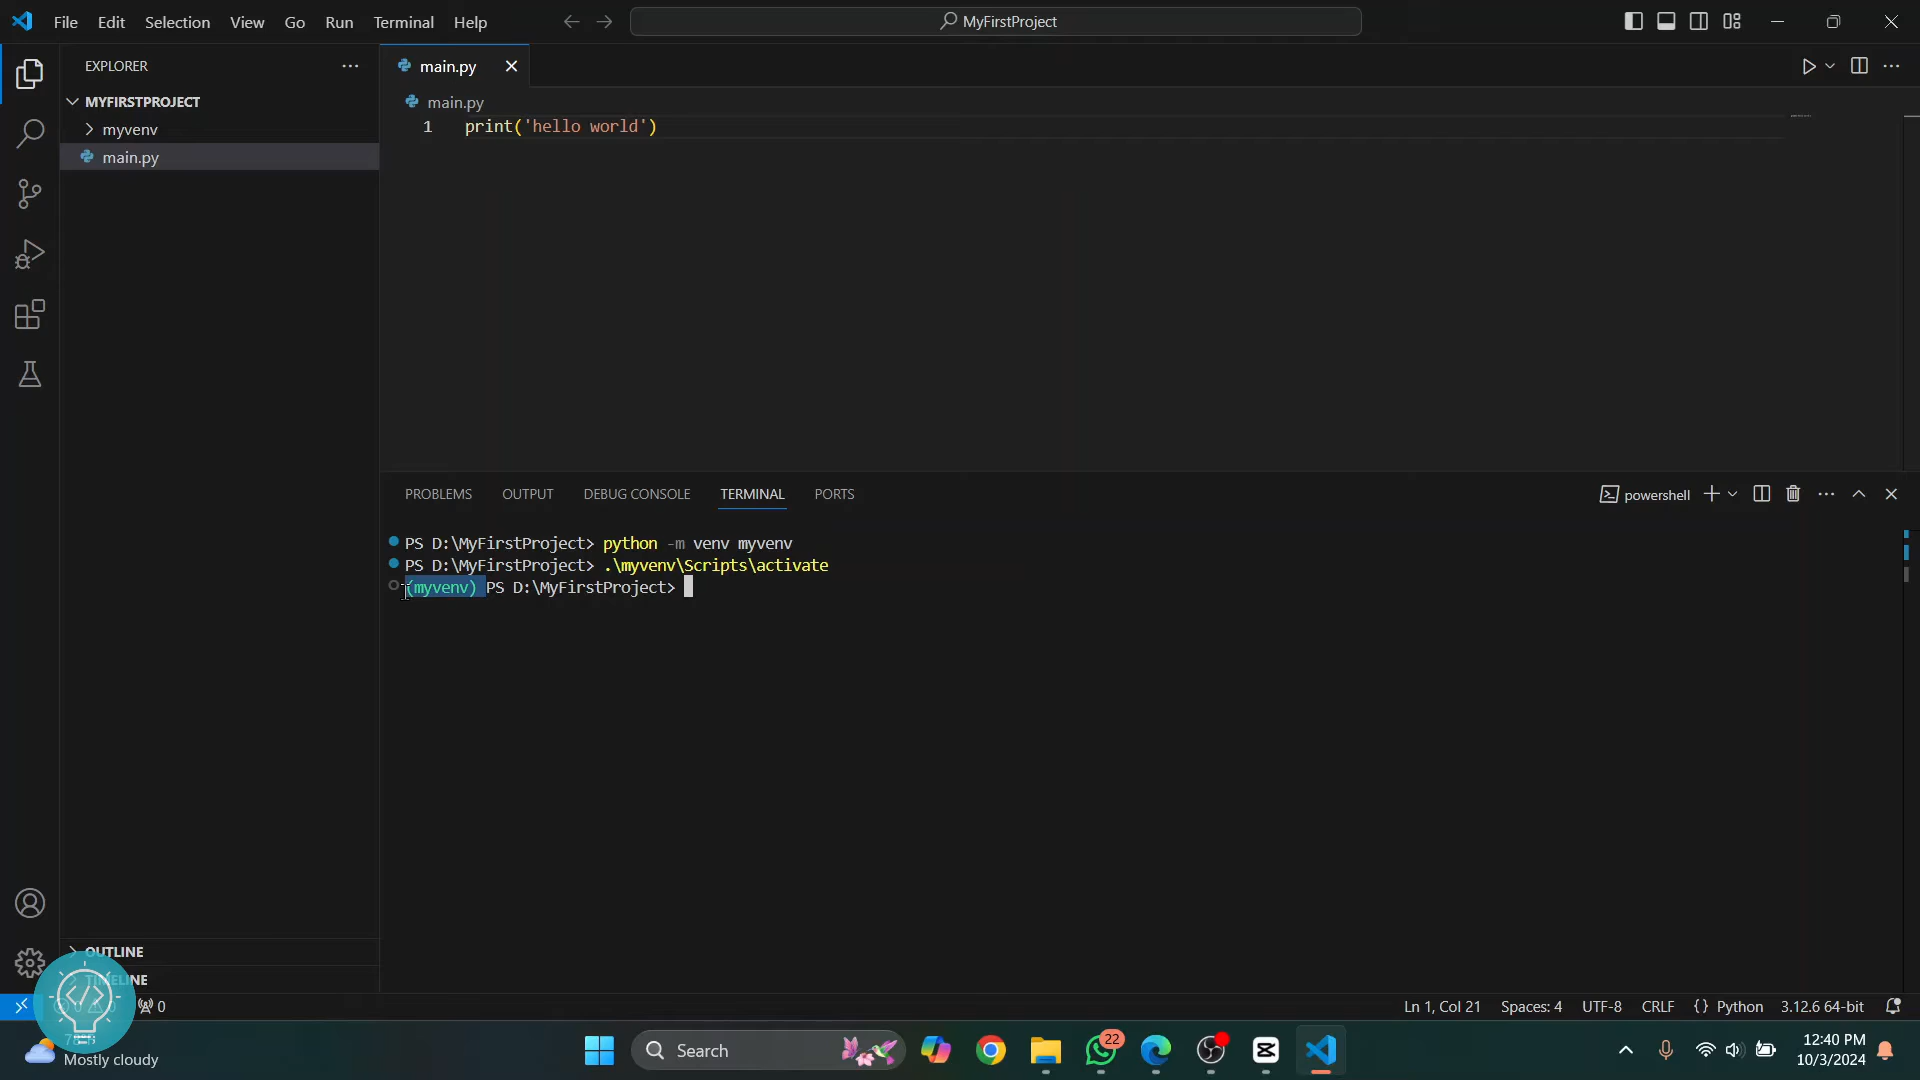 File Edit Selection View Go Run Terminal Help
MyFirstProject
EXPLORER
MYFIRSTPROJECT
myvenv
main.py
main.py
main.py
1 print('hello world')
PROBLEMS OUTPUT DEBUG CONSOLE TERMINAL PORTS
powershell
PS D:\MyFirstProject> python -m venv myvenv
PS D:\MyFirstProject> .\myvenv\Scripts\activate
(myvenv) PS D:\MyFirstProject>
OUTLINE
TIMELINE
0
Ln 1, Col 21 Spaces: 4 UTF-8 CRLF {} Python 3.12.6 64-bit
Mostly cloudy
Search
22
12:40 PM
10/3/2024